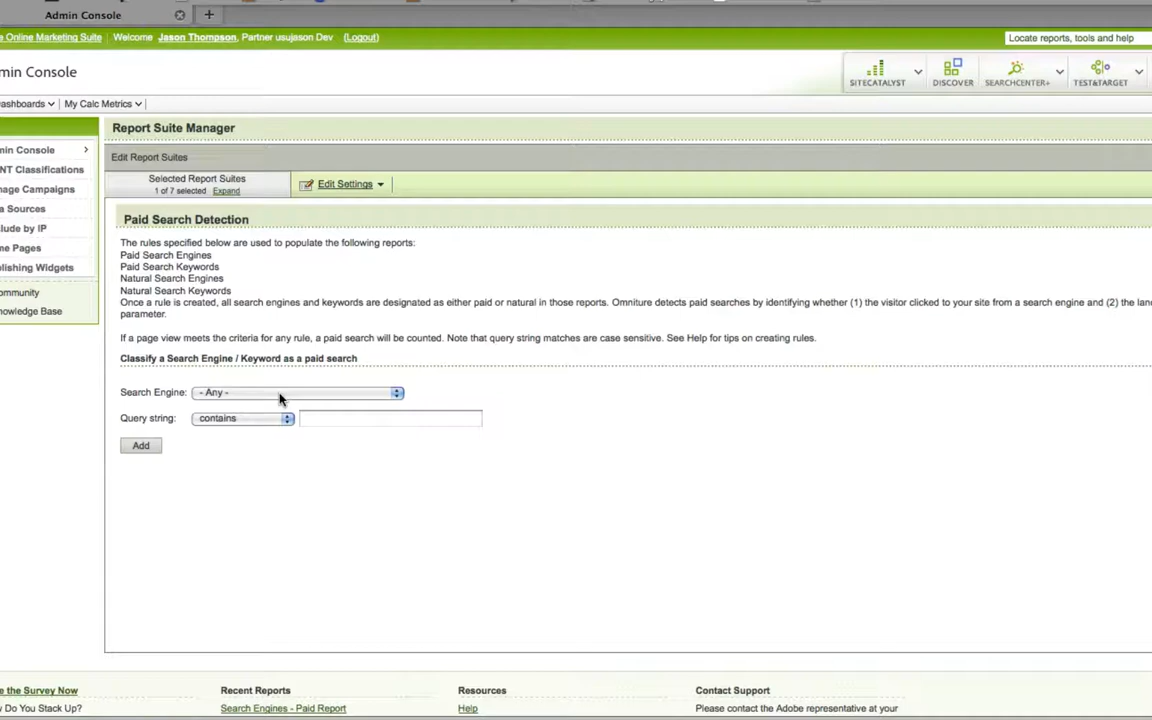 Admin Console
e Online Marketing Suite Welcome Jason Thompson, Partner usujason Dev (Logout)
Locate reports, tools and help
min Console
SITECATALYST DISCOVER SEARCHCENTER+ TEST&TARGET
ashboards My Calc Metrics
Report Suite Manager
min Console
NT Classifications
nage Campaigns
a Sources
lude by IP
me Pages
blishing Widgets
ommunity
nowledge Base
Edit Report Suites
Selected Report Suites
1 of 7 selected Expand
Edit Settings
Paid Search Detection
The rules specified below are used to populate the following reports:
Paid Search Engines
Paid Search Keywords
Natural Search Engines
Natural Search Keywords
Once a rule is created, all search engines and keywords are designated as either paid or natural in those reports. Omniture detects paid searches by identifying whether (1) the visitor clicked to your site from a search engine and (2) the lan
parameter.
If a page view meets the criteria for any rule, a paid search will be counted. Note that query string matches are case sensitive. See Help for tips on creating rules.
Classify a Search Engine / Keyword as a paid search
Search Engine: - Any -
Query string: contains
Add
e the Survey Now
w Do You Stack Up?
Recent Reports
Search Engines - Paid Report
Resources
Help
Contact Support
Please contact the Adobe representative at your